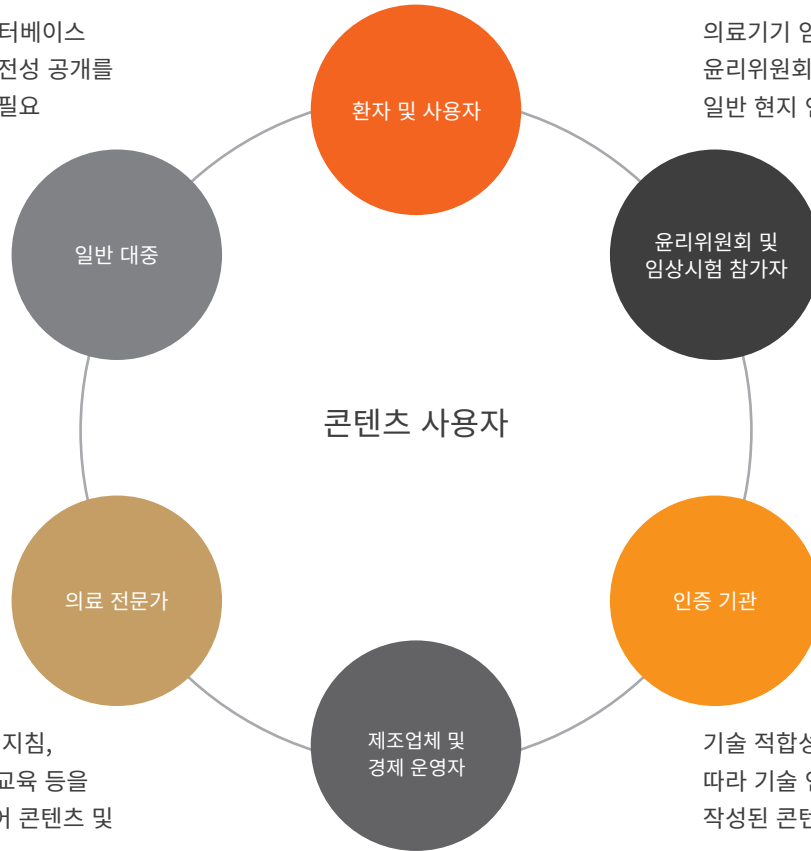 터베이스
전성 공개를
필요
의료기기
윤리위원회
일반 현지
환자 및 사용자
일반 대중
윤리위원회 및
임상시험 참가자
콘텐츠 사용자
의료 전문가
인증 기관
제조업체 및
경제 운영자
지침,
교육 등을
어 콘텐츠 및
기술 적합성
따라 기술
작성된 콘텐츠